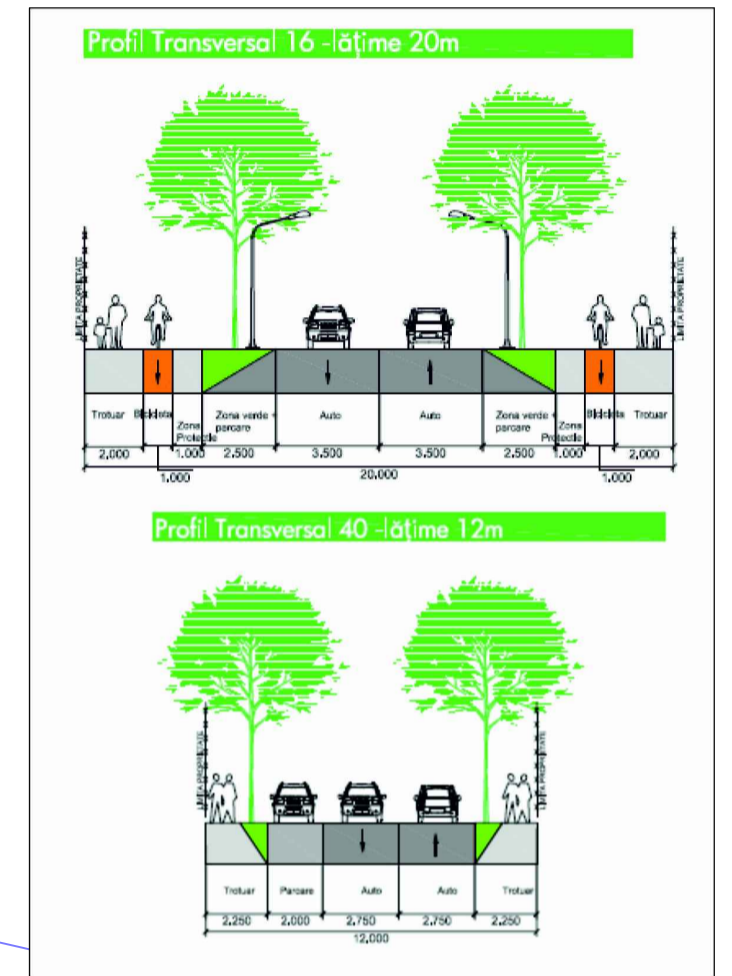 Profil Transversal 16 -lățime 20m
LIMITA PROPRIETATE
LIMITA PROPRIETATE
Trotuar Bicicleta Zona Protectie Zona verde + parcare Auto Auto Zona verde + parcare Zona Protectie Bicicleta Trotuar
2,000 1.000 2.500 3.500 3.500 2.500 1.000 2,000
1.000 20.000 1.000
Profil Transversal 40 -lățime 12m
LIMITA PROPRIETATE
LIMITA PROPRIETATE
Trotuar Parcare Auto Auto Trotuar
2.250 2.000 2.750 2.750 2.250
12,000